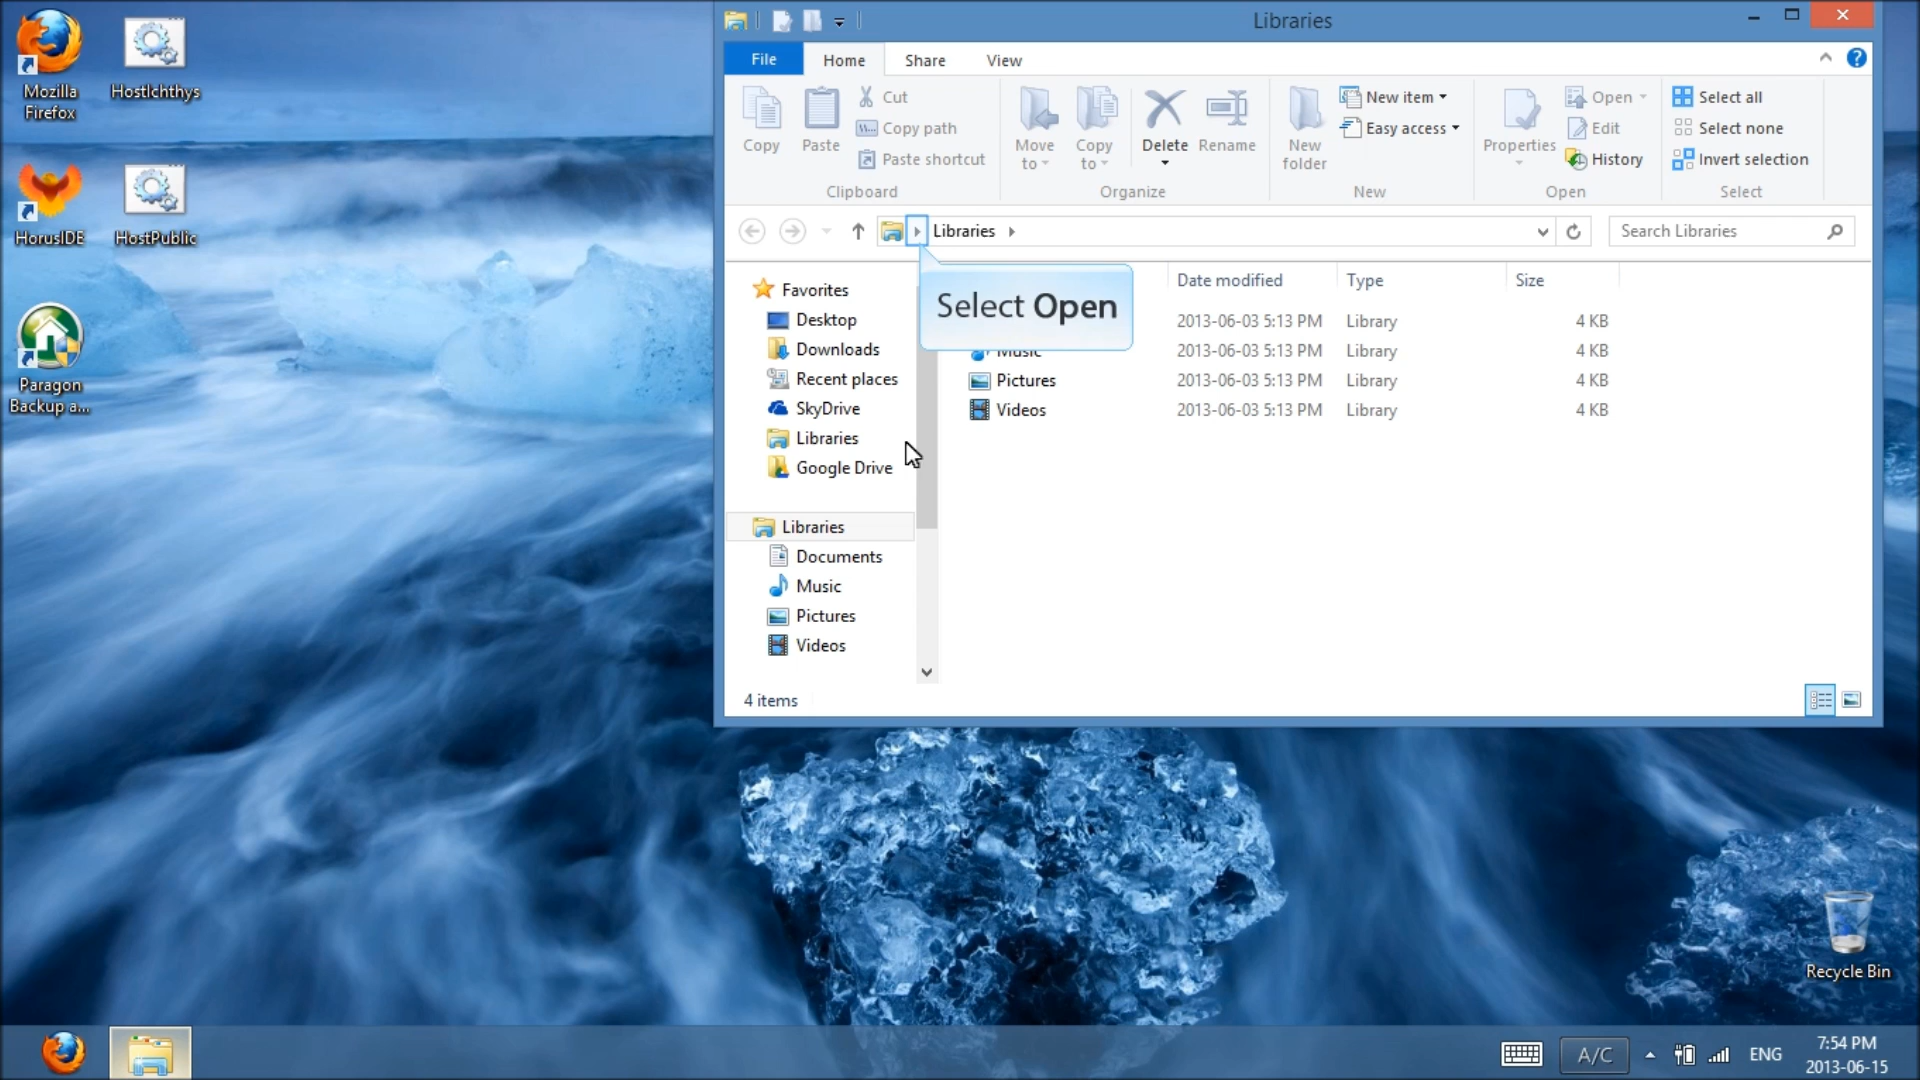 Mozilla
Firefox
HostIchthys
HorusIDE
HostPublic
Paragon
Backup a...
Libraries
File
Home
Share
View
Copy
Paste
Cut
Copy path
Paste shortcut
Clipboard
Move
to
Copy
to
Delete
Rename
Organize
New
folder
New item
Easy access
New
Properties
Open
Edit
History
Open
Select all
Select none
Invert selection
Select
Libraries
Search Libraries
Select Open
Date modified
Type
Size
2013-06-03 5:13 PM Library 4 KB
Music 2013-06-03 5:13 PM Library 4 KB
Pictures 2013-06-03 5:13 PM Library 4 KB
Videos 2013-06-03 5:13 PM Library 4 KB
Favorites
Desktop
Downloads
Recent places
SkyDrive
Libraries
Google Drive
Libraries
Documents
Music
Pictures
Videos
4 items
Recycle Bin
A/C
ENG
7:54 PM
2013-06-15